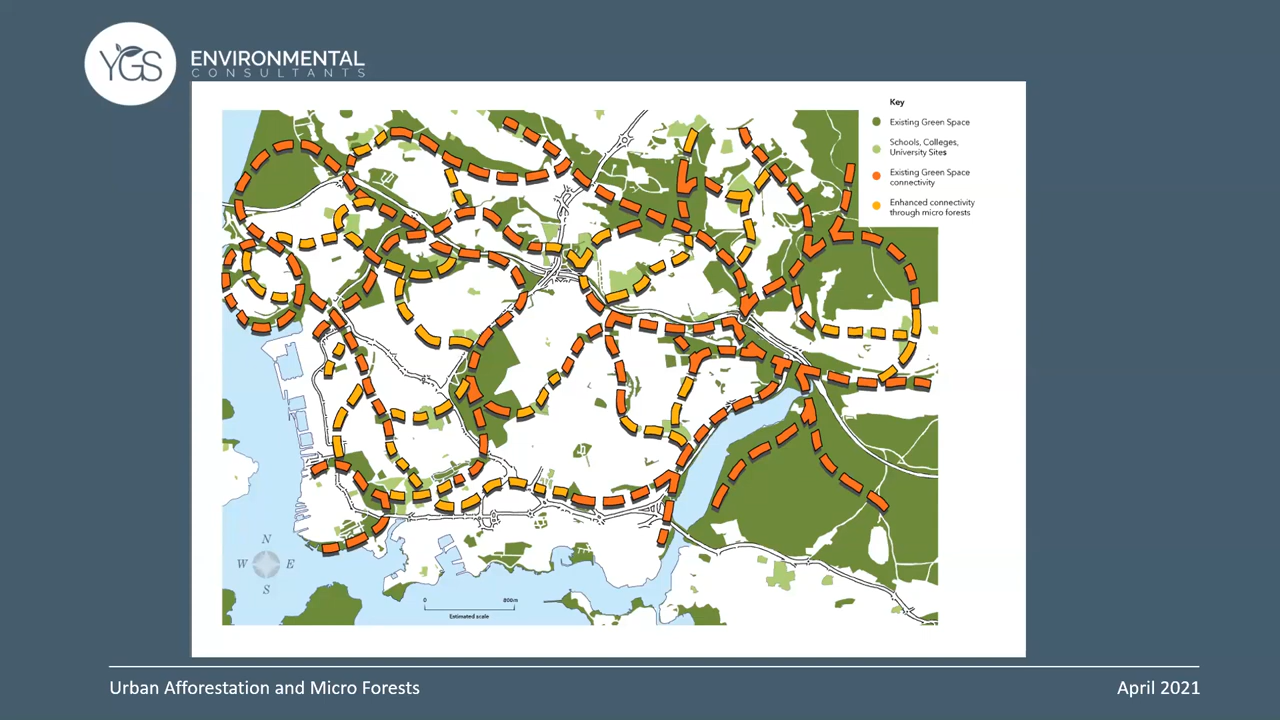 YGS
ENVIRONMENTAL
CONSULTANTS
Key
Existing Green Space
Schools, Colleges,
University Sites
Existing Green Space
connectivity
Enhanced connectivity
through micro forests
N
W E
S
0 800m
Estimated scale
Urban Afforestation and Micro Forests
April 2021